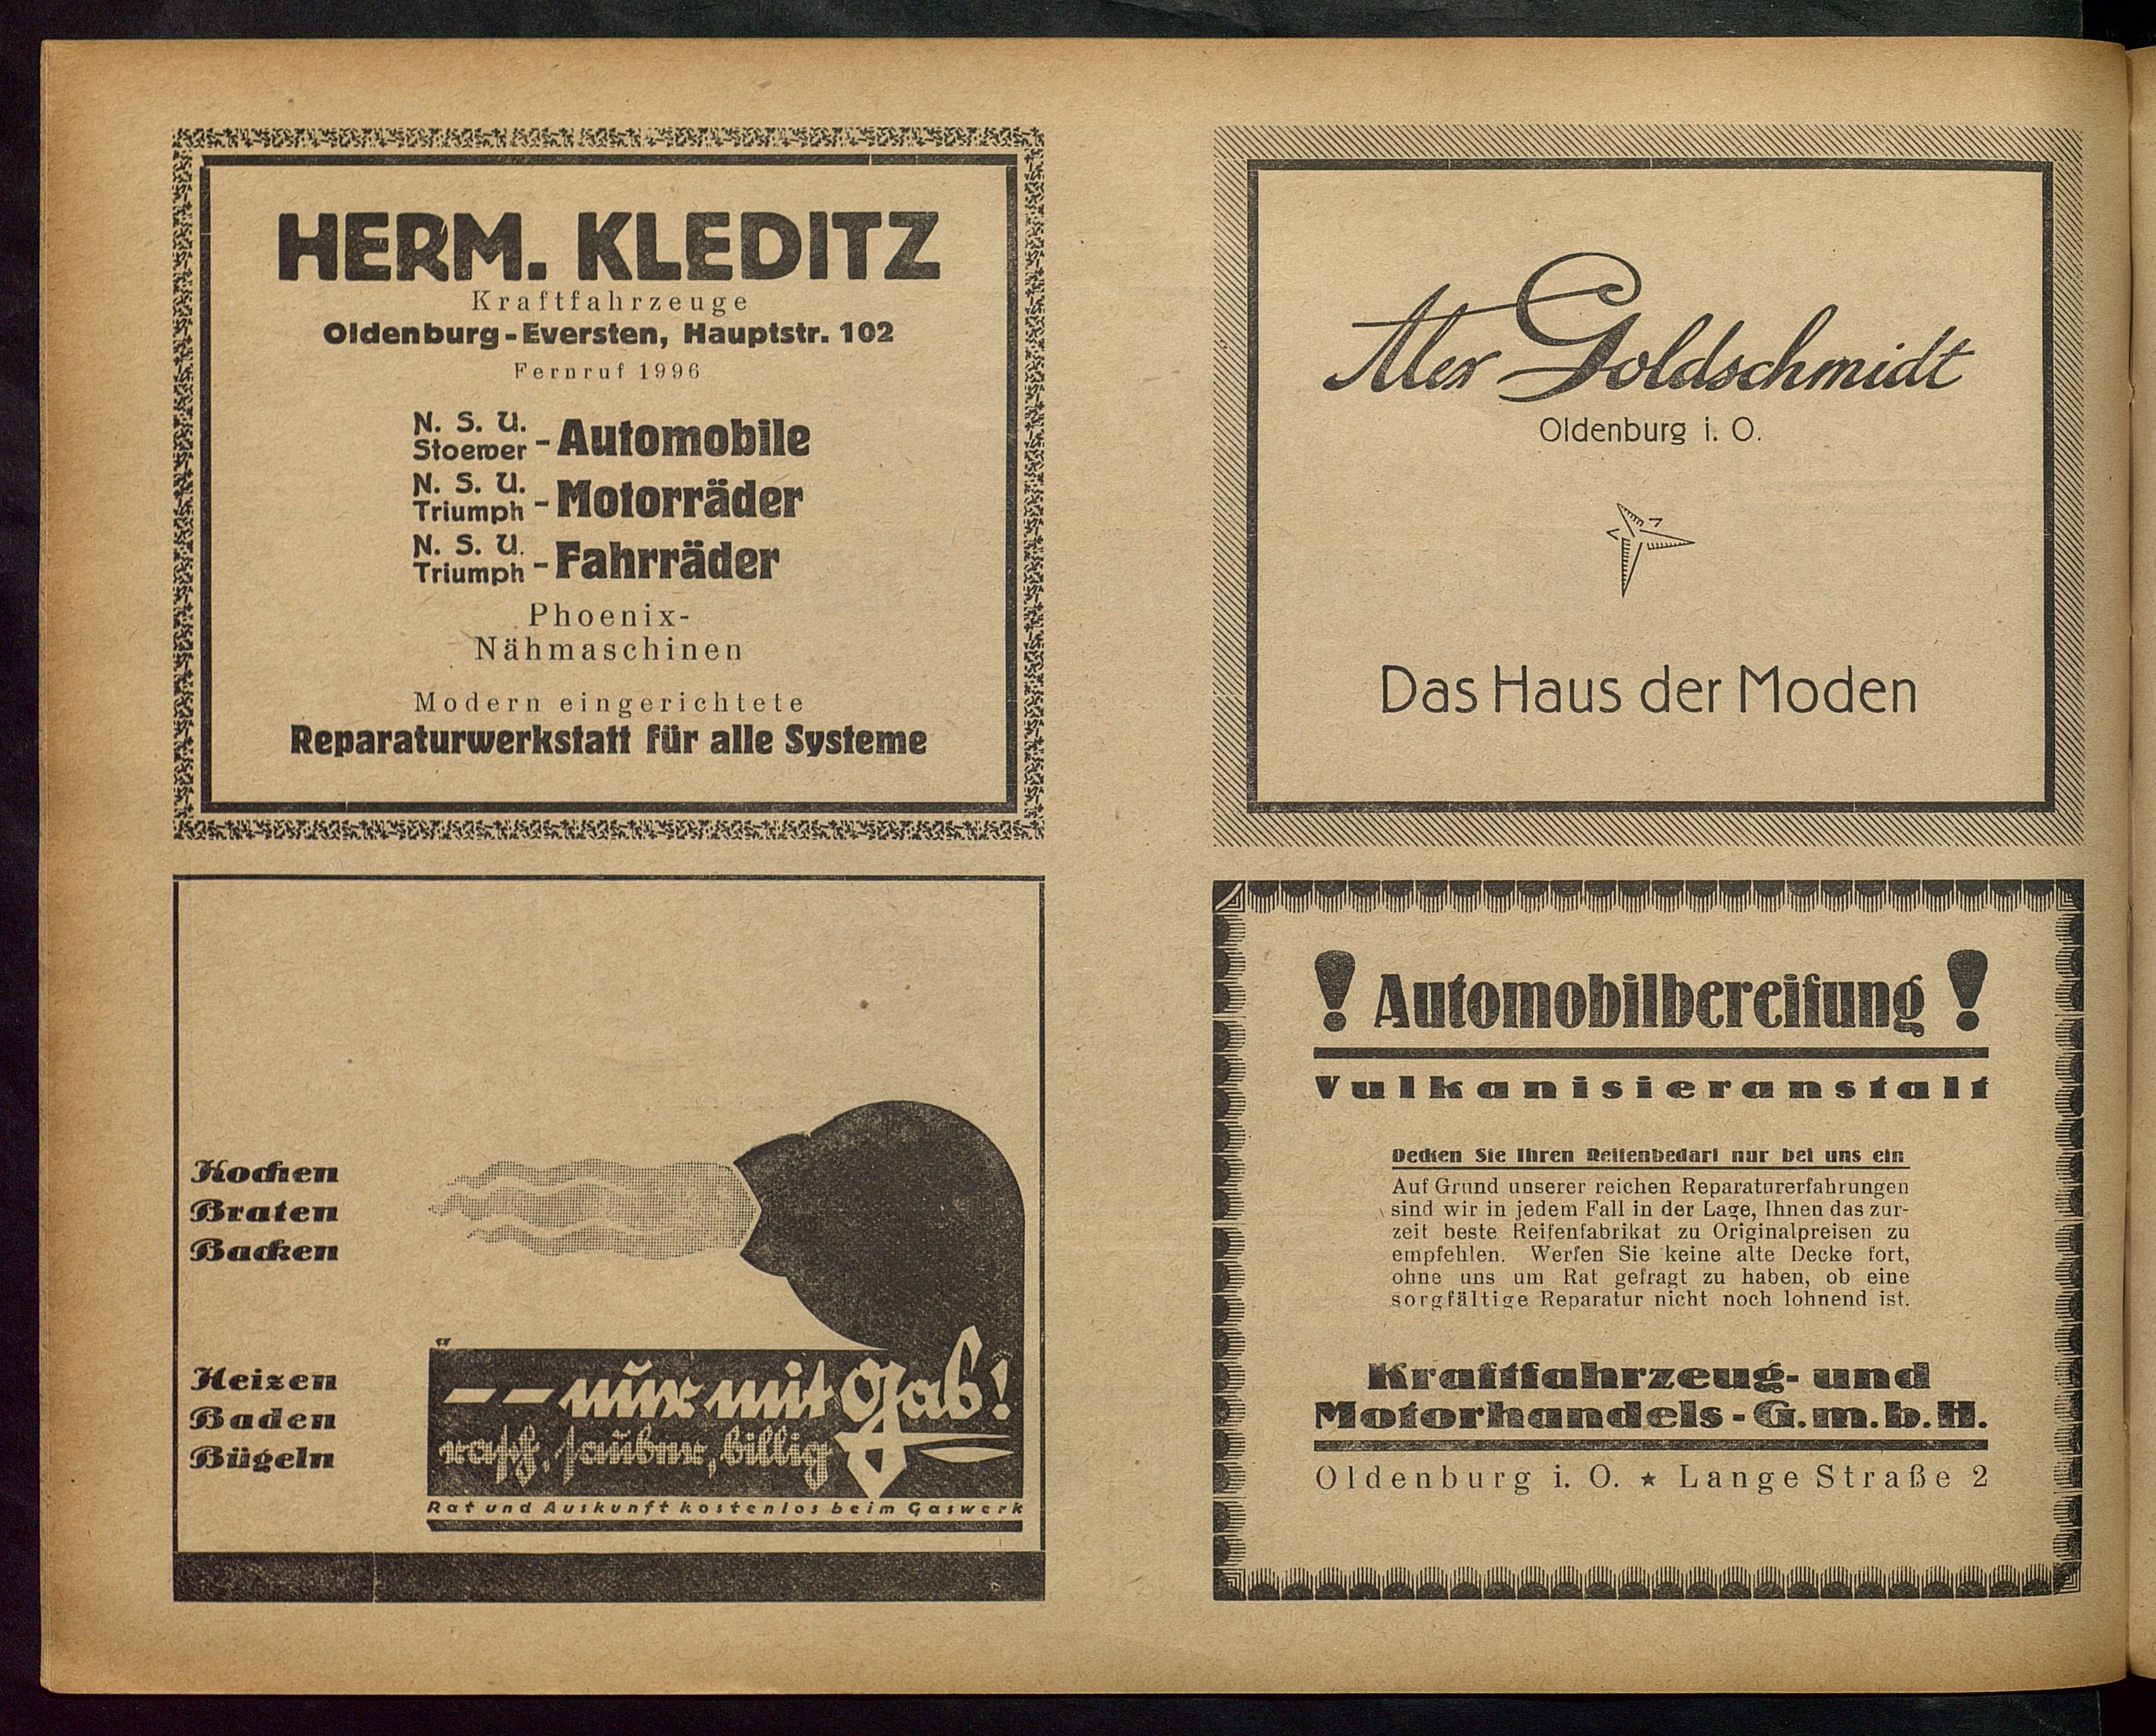 HERM. KLEDITZ
Kraftfahrzeuge
Oldenburg-Eversten, Hauptstr. 102
Fernruf 1996
N. S. U.
Stoewer - Automobile
N. S. U.
Triumph - Motorräder
N. S. U.
Triumph - Fahrräder
Phoenix-
Nähmaschinen
Modern eingerichtete
Reparaturwerkstatt für alle Systeme
Alex Goldschmidt
Oldenburg i. O.
Das Haus der Moden
Kochen
Braten
Backen
Heizen
Baden
Bügeln
-- nur mit Gas!
rasch, sauber, billig
Rat und Auskunft kostenlos beim Gaswerk
! Automobilbereifung !
Vulkanisieranstalt
Decken Sie Ihren Reifenbedarf nur bei uns ein
Auf Grund unserer reichen Reparaturerfahrungen
sind wir in jedem Fall in der Lage, Ihnen das zur-
zeit beste Reifenfabrikat zu Originalpreisen zu
empfehlen. Werfen Sie keine alte Decke fort,
ohne uns um Rat gefragt zu haben, ob eine
sorgfältige Reparatur nicht noch lohnend ist.
Kraftfahrzeug- und
Motorhandels-G.m.b.H.
Oldenburg i. O. ★ Lange Straße 2